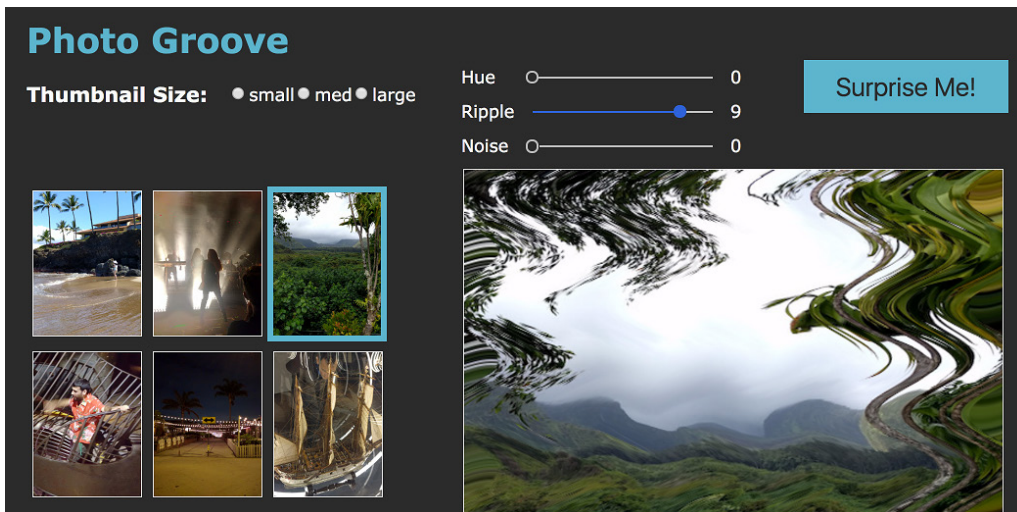 Photo Groove
Thumbnail Size: small med large
Hue 0
Ripple 9
Noise 0
Surprise Me!